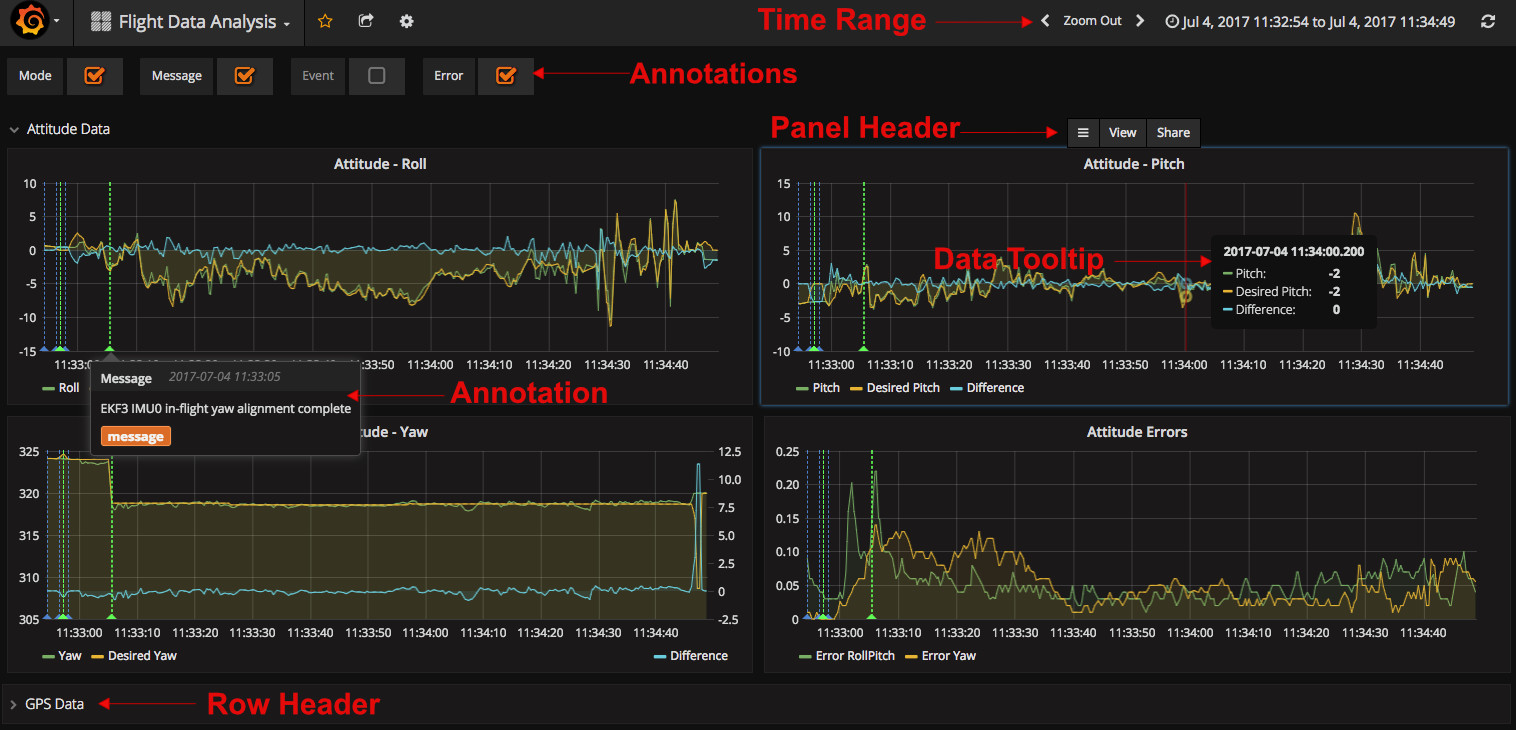 Flight Data Analysis
Time Range
Zoom Out
Jul 4, 2017 11:32:54 to Jul 4, 2017 11:34:49
Mode
Message
Event
Error
Annotations
Attitude Data
Panel Header
View
Share
Attitude - Roll
10
5
0
-5
-10
-15
11:33:50 11:34:00 11:34:10 11:34:20 11:34:30 11:34:40
Roll
Message 2017-07-04 11:33:05
EKF3 IMU0 in-flight yaw alignment complete
message
Annotation
Attitude - Pitch
15
10
5
0
-5
-10
Data Tooltip
2017-07-04 11:34:00.200
Pitch: -2
Desired Pitch: -2
Difference: 0
11:33:00 11:33:10 11:33:20 11:33:30 11:33:40 11:33:50 11:34:00 11:34:10 11:34:20 11:34:30 11:34:40
Pitch Desired Pitch Difference
ude - Yaw
325
320
315
310
305
12.5
10.0
7.5
5.0
2.5
0
-2.5
11:33:00 11:33:10 11:33:20 11:33:30 11:33:40 11:33:50 11:34:00 11:34:10 11:34:20 11:34:30 11:34:40
Yaw Desired Yaw Difference
Attitude Errors
0.25
0.20
0.15
0.10
0.05
0
11:33:00 11:33:10 11:33:20 11:33:30 11:33:40 11:33:50 11:34:00 11:34:10 11:34:20 11:34:30 11:34:40
Error RollPitch Error Yaw
GPS Data
Row Header